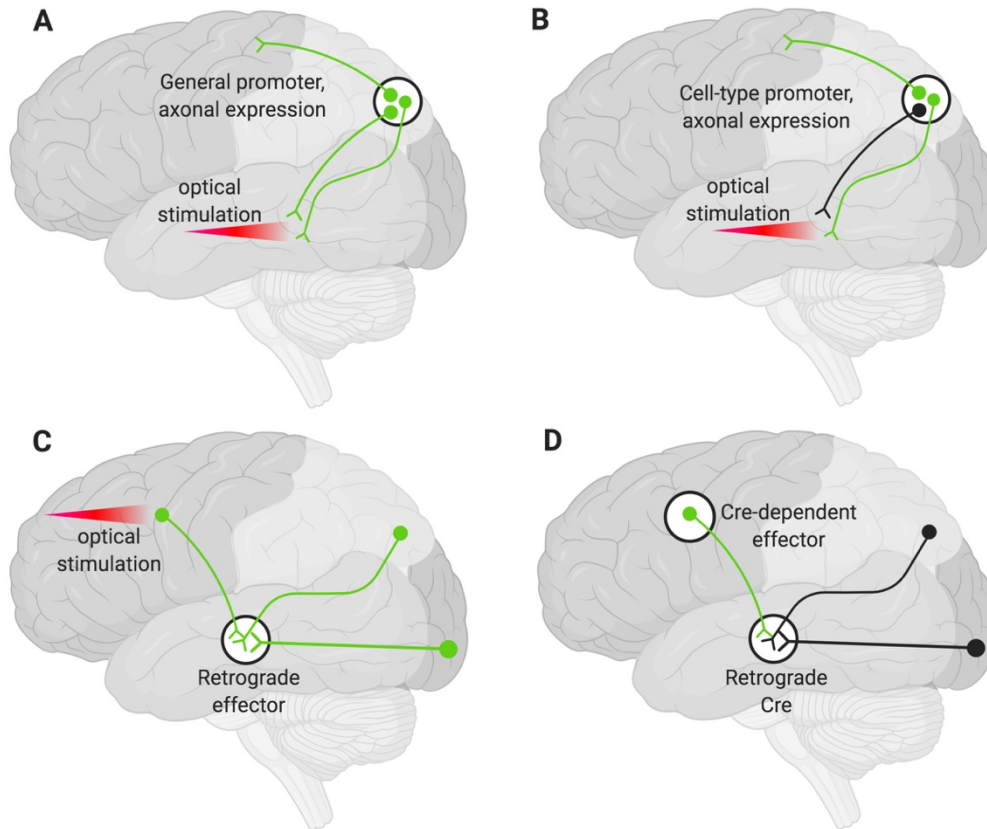 A
General promoter,
axonal expression
optical
stimulation
B
Cell-type promoter,
axonal expression
optical
stimulation
C
optical
stimulation
Retrograde
effector
D
Cre-dependent
effector
Retrograde
Cre